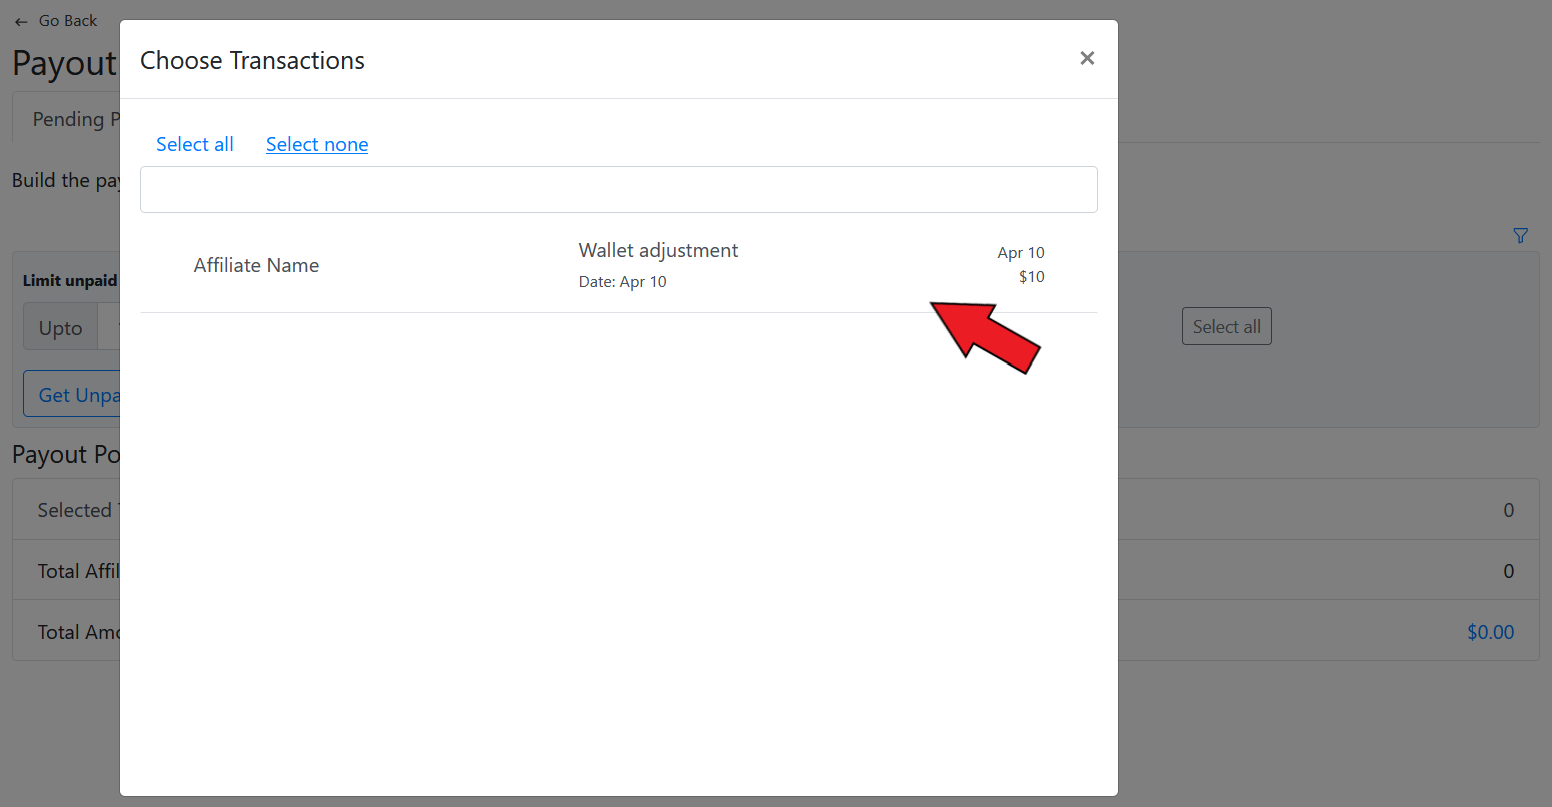 Go Back
Payout
Choose Transactions
Pending P
Select all
Select none
Build the pay
Affiliate Name
Wallet adjustment
Date: Apr 10
Apr 10
$10
Limit unpaid
Upto
Select all
Get Unpa
Payout Po
Selected
0
Total Affil
0
Total Amo
$0.00